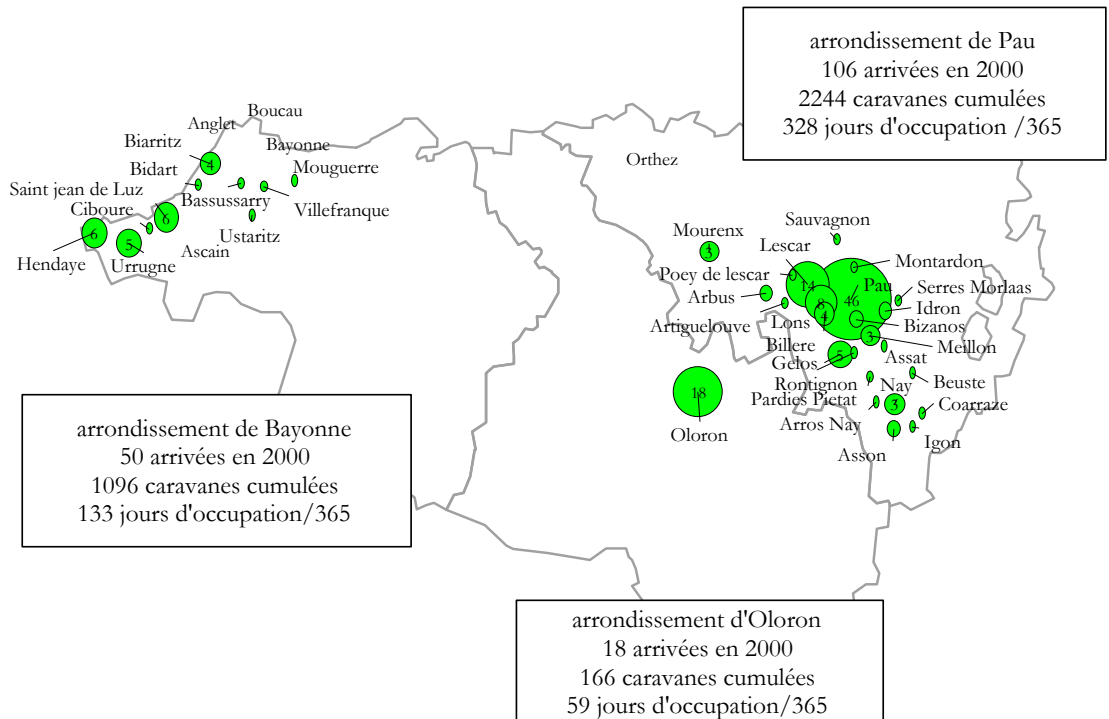 arrondissement de Pau
106 arrivées en 2000
2244 caravanes cumulées
328 jours d'occupation /365
Boucau
Anglet
Biarritz
Bayonne
4
Bidart
Mouguerre
Saint jean de Luz
Bassussarry
Villefranque
Ciboure
6
Ustaritz
6
5
Ascain
Hendaye
Urrugne
Orthez
Sauvagnon
Mourenx
3
Lescar
Montardon
Poey de lescar
14
Pau
Serres Morlaas
Arbus
8
46
Idron
Artiguelouve
4
Lons
Bizanos
Billere
3
Meillon
Gelos
5
Assat
Rontignon
Nay
Beuste
Pardies Pietat
3
Coarraze
Arros Nay
Asson
Igon
18
Oloron
arrondissement de Bayonne
50 arrivées en 2000
1096 caravanes cumulées
133 jours d'occupation/365
arrondissement d'Oloron
18 arrivées en 2000
166 caravanes cumulées
59 jours d'occupation/365